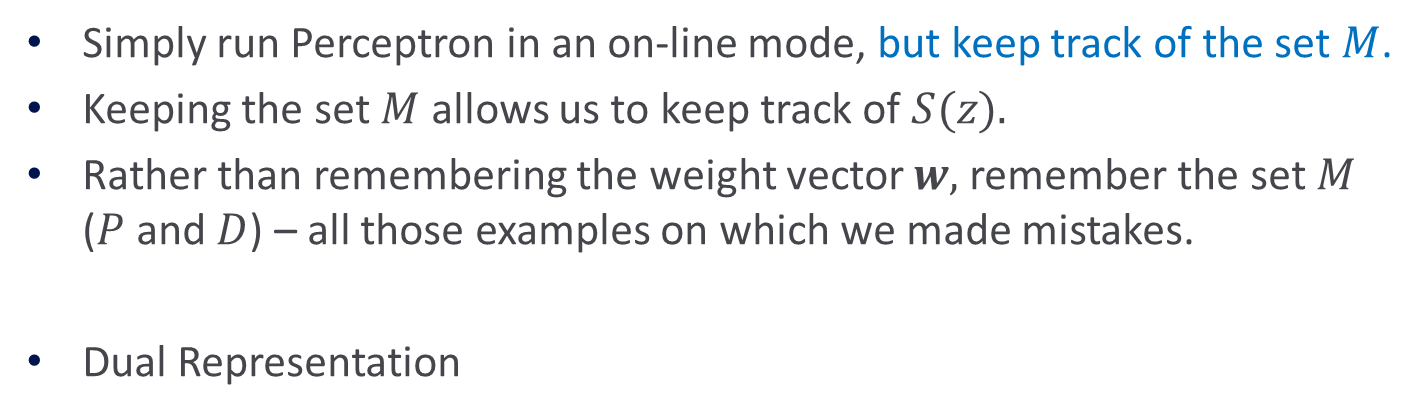 • Simply run Perceptron in an on-line mode, but keep track of the set M.
• Keeping the set M allows us to keep track of S(z).
• Rather than remembering the weight vector w, remember the set M
(P and D) – all those examples on which we made mistakes.
• Dual Representation